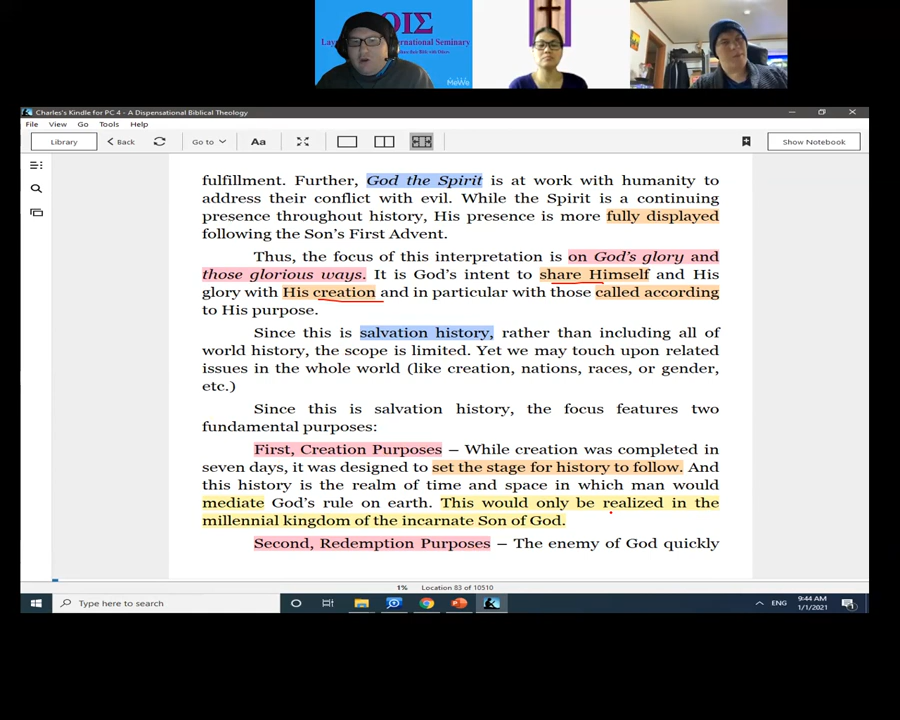 ΟΙΣ
International Seminary
MeWe
Charles's Kindle for PC 4 - A Dispensational Biblical Theology
File View Go Tools Help
Library Back Go to Aa Show Notebook
fulfillment. Further, God the Spirit is at work with humanity to
address their conflict with evil. While the Spirit is a continuing
presence throughout history, His presence is more fully displayed
following the Son's First Advent.
Thus, the focus of this interpretation is on God's glory and
those glorious ways. It is God's intent to share Himself and His
glory with His creation and in particular with those called according
to His purpose.
Since this is salvation history, rather than including all of
world history, the scope is limited. Yet we may touch upon related
issues in the whole world (like creation, nations, races, or gender,
etc.)
Since this is salvation history, the focus features two
fundamental purposes:
First, Creation Purposes – While creation was completed in
seven days, it was designed to set the stage for history to follow. And
this history is the realm of time and space in which man would
mediate God's rule on earth. This would only be realized in the
millennial kingdom of the incarnate Son of God.
Second, Redemption Purposes – The enemy of God quickly
1% Location 83 of 10510
Type here to search
ENG
9:44 AM
1/1/2021